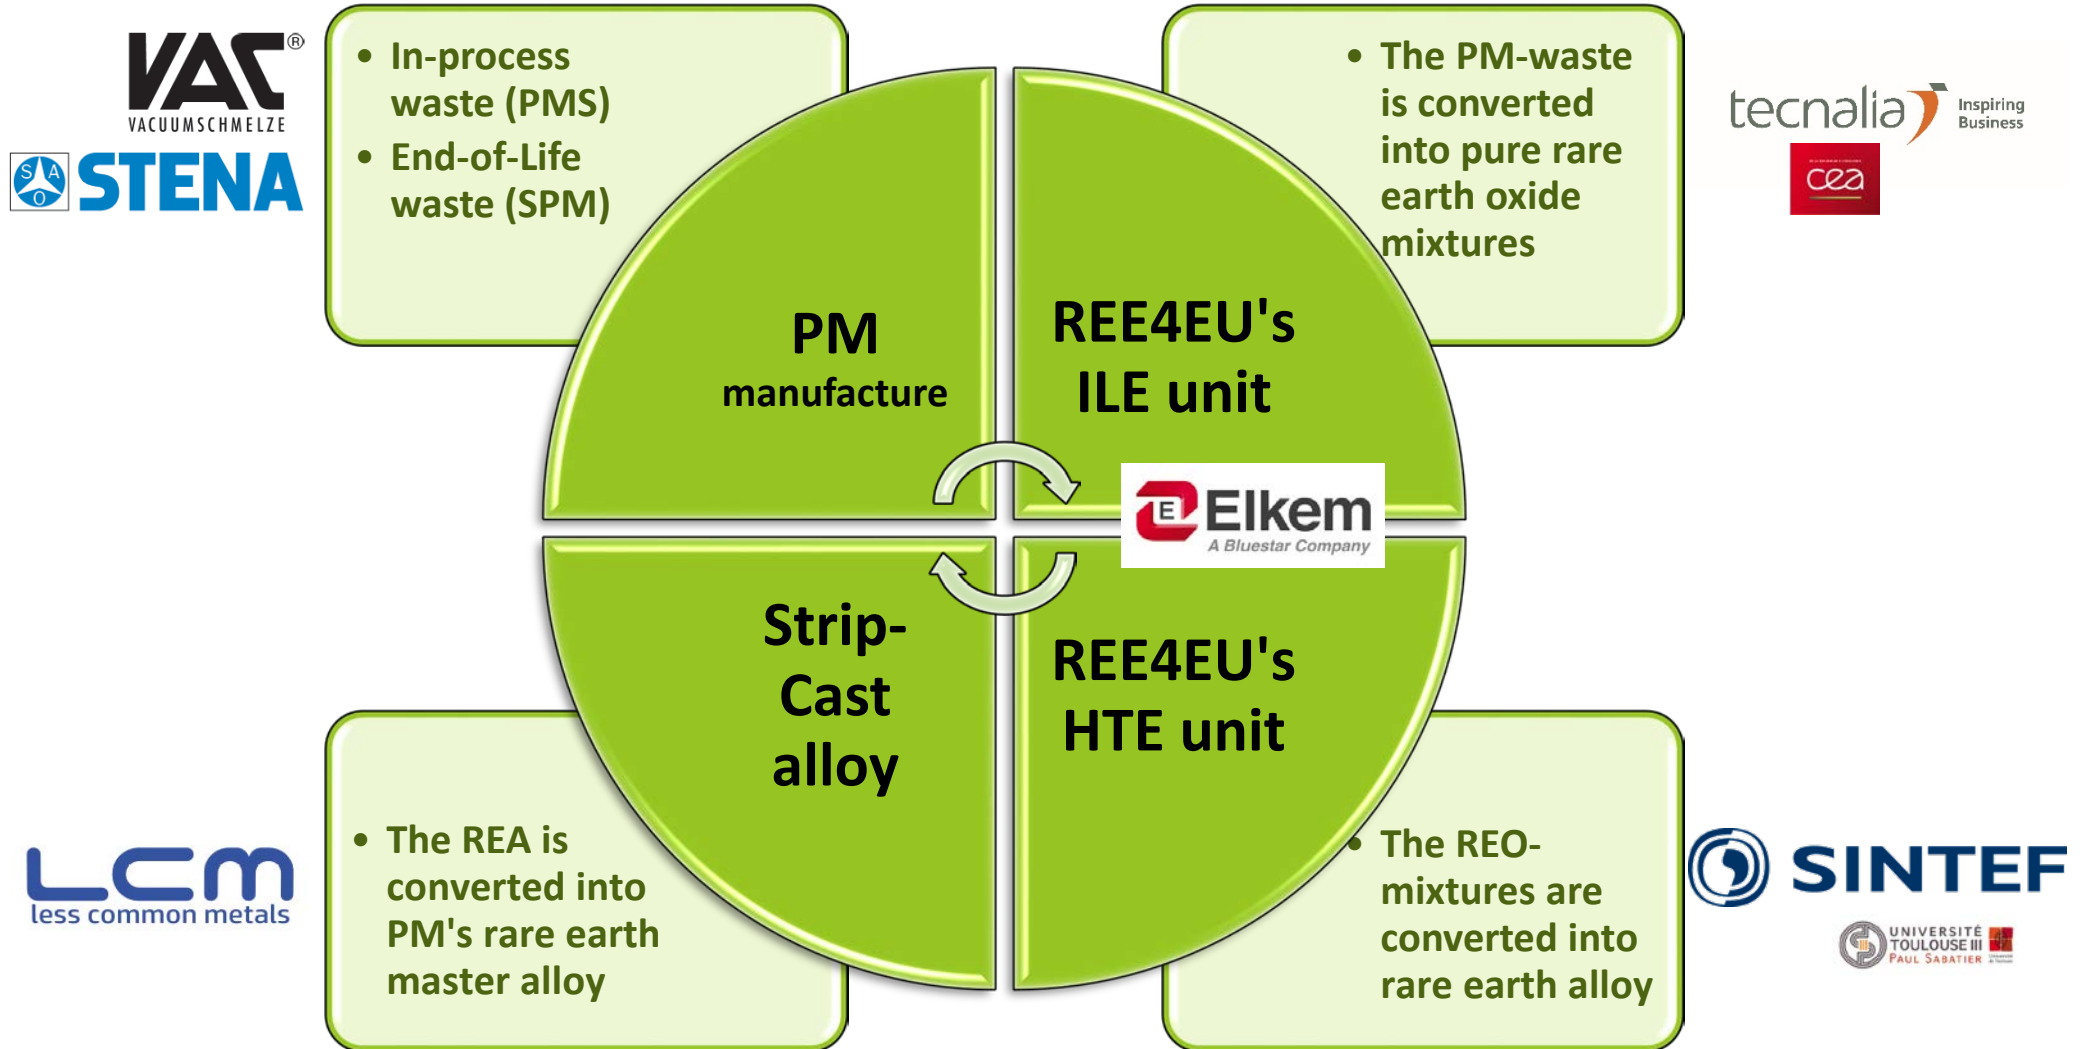 VAC®
VACUUMSCHMELZE
SAO
STENA
• In-process
waste (PMS)
• End-of-Life
waste (SPM)
• The PM-waste
is converted
into pure rare
earth oxide
mixtures
tecnalia
Inspiring
Business
cea
PM
manufacture
REE4EU's
ILE unit
E
Elkem
A Bluestar Company
Strip-
Cast
alloy
REE4EU's
HTE unit
LCM
less common metals
• The REA is
converted into
PM's rare earth
master alloy
• The REO-
mixtures are
converted into
rare earth alloy
SINTEF
UNIVERSITÉ
TOULOUSE III
PAUL SABATIER